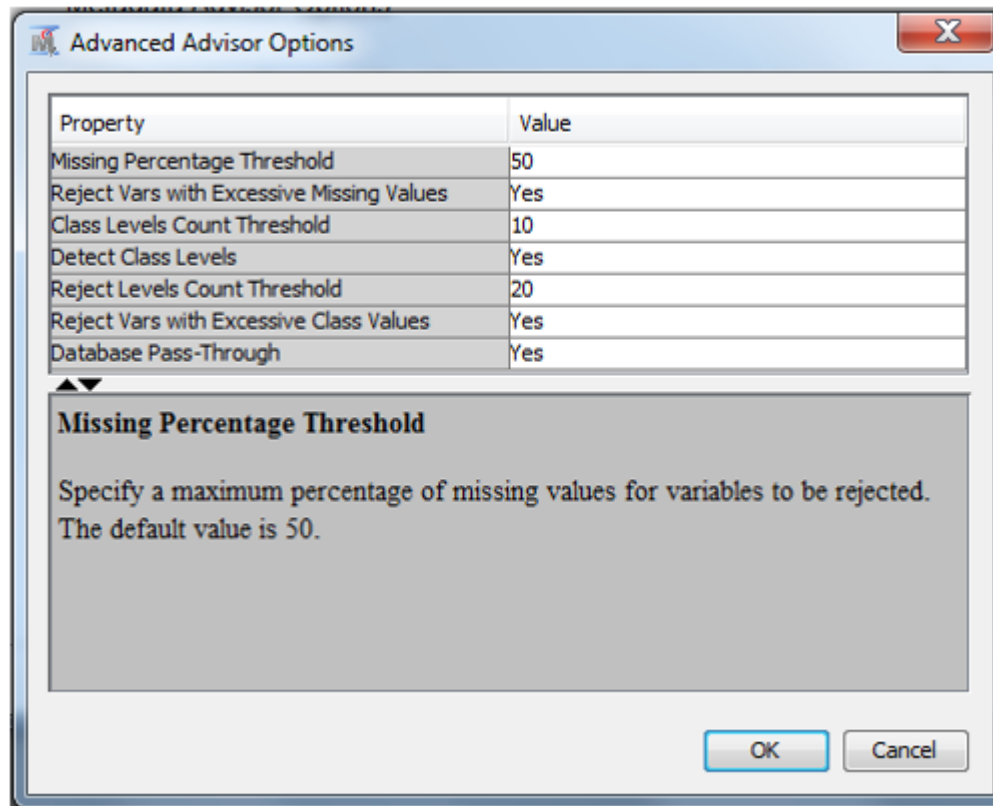 Metadata Advisor Options
Advanced Advisor Options
Property Value
Missing Percentage Threshold 50
Reject Vars with Excessive Missing Values Yes
Class Levels Count Threshold 10
Detect Class Levels Yes
Reject Levels Count Threshold 20
Reject Vars with Excessive Class Values Yes
Database Pass-Through Yes
Missing Percentage Threshold
Specify a maximum percentage of missing values for variables to be rejected.
The default value is 50.
OK Cancel